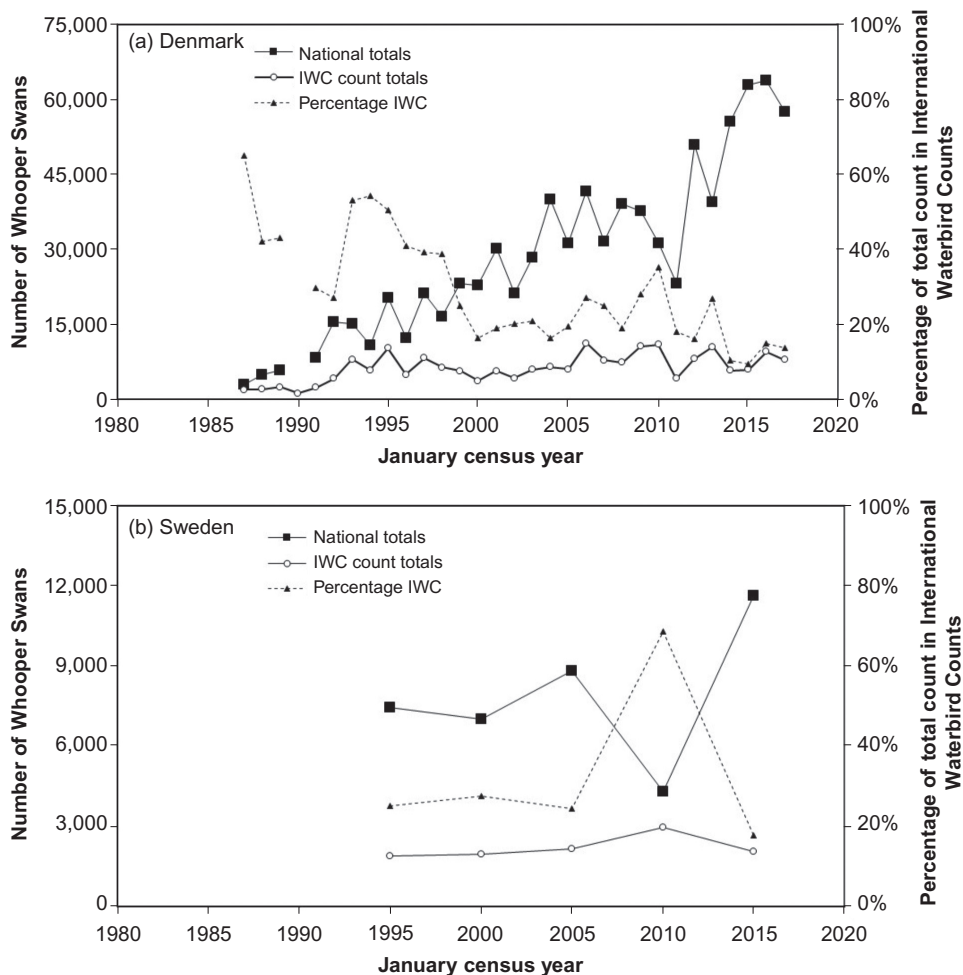 (a) Denmark
National totals
IWC count totals
Percentage IWC
Number of Whooper Swans
75,000
60,000
45,000
30,000
15,000
0
100%
80%
60%
40%
20%
0%
Percentage of total count in International
Waterbird Counts
1980
1985
1990
1995
2000
2005
2010
2015
2020
January census year
(b) Sweden
National totals
IWC count totals
Percentage IWC
Number of Whooper Swans
15,000
12,000
9,000
6,000
3,000
0
100%
80%
60%
40%
20%
0%
Percentage of total count in International
Waterbird Counts
1980
1985
1990
1995
2000
2005
2010
2015
2020
January census year